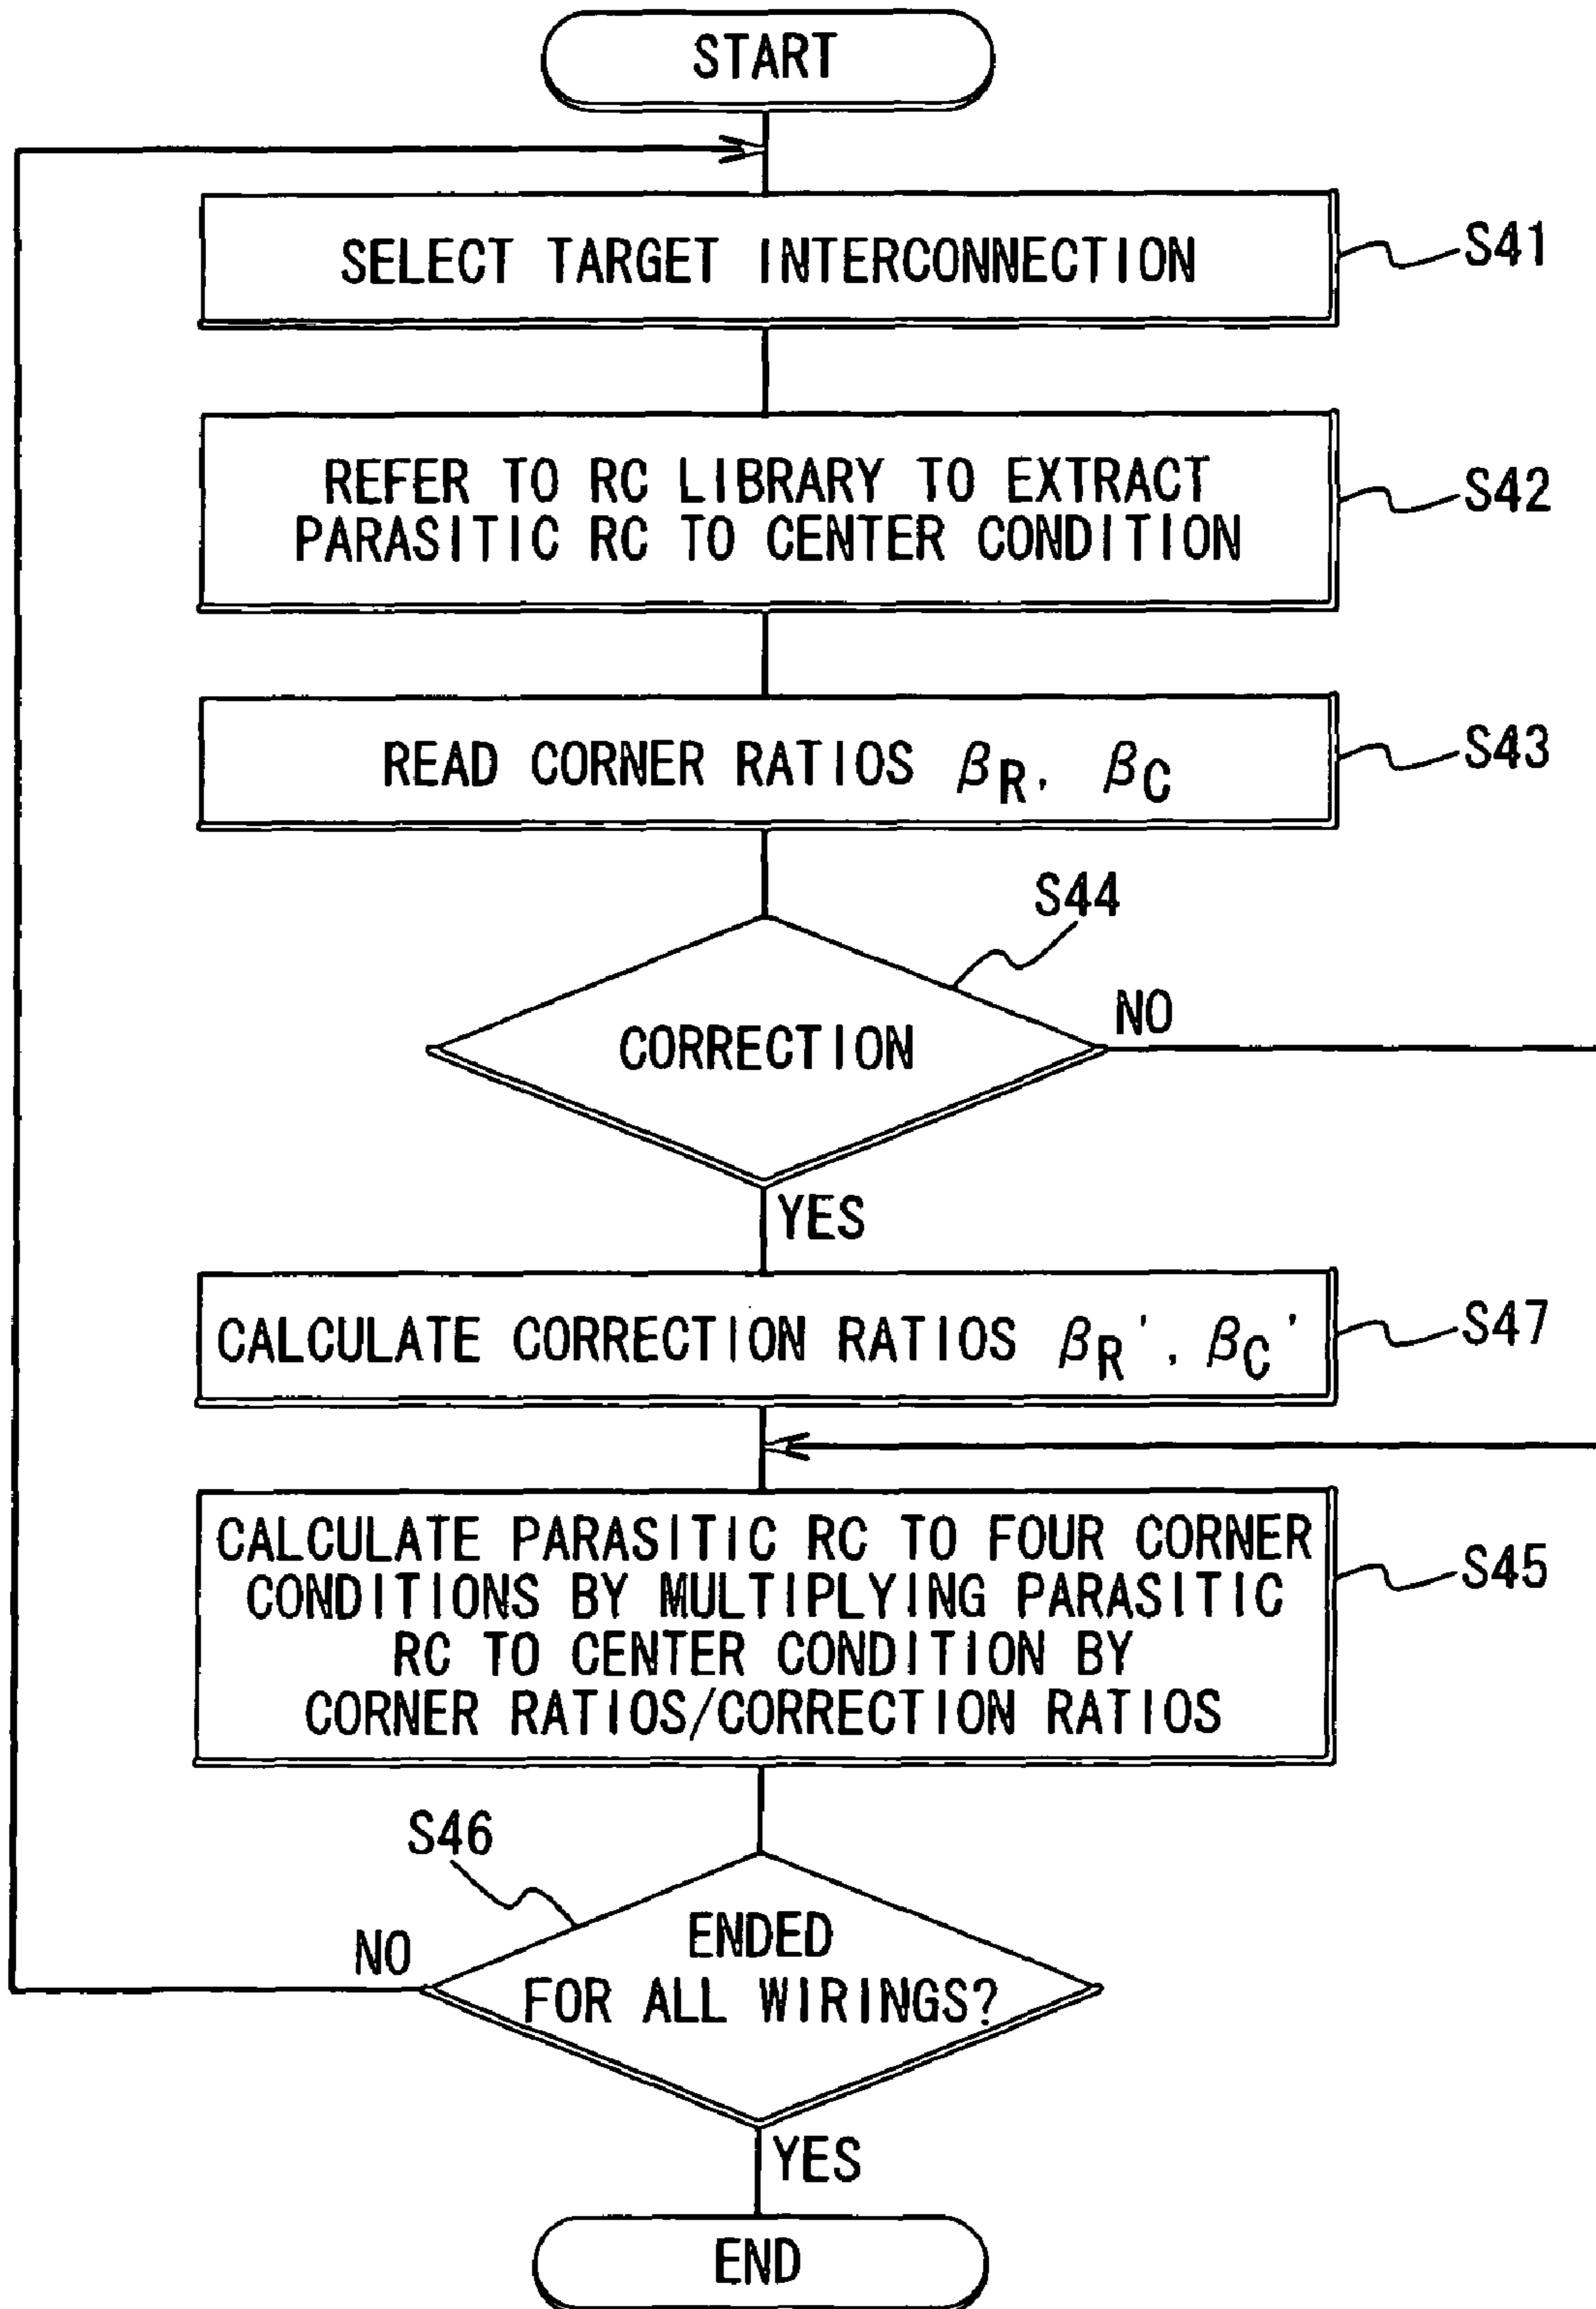 START
SELECT TARGET INTERCONNECTION
S41
REFER TO RC LIBRARY TO EXTRACT
PARASITIC RC TO CENTER CONDITION
S42
READ CORNER RATIOS βR, βC
S43
S44
CORRECTION
NO
YES
CALCULATE CORRECTION RATIOS βR', βC'
S47
CALCULATE PARASITIC RC TO FOUR CORNER
CONDITIONS BY MULTIPLYING PARASITIC
RC TO CENTER CONDITION BY
CORNER RATIOS/CORRECTION RATIOS
S45
S46
ENDED
FOR ALL WIRINGS?
NO
YES
END